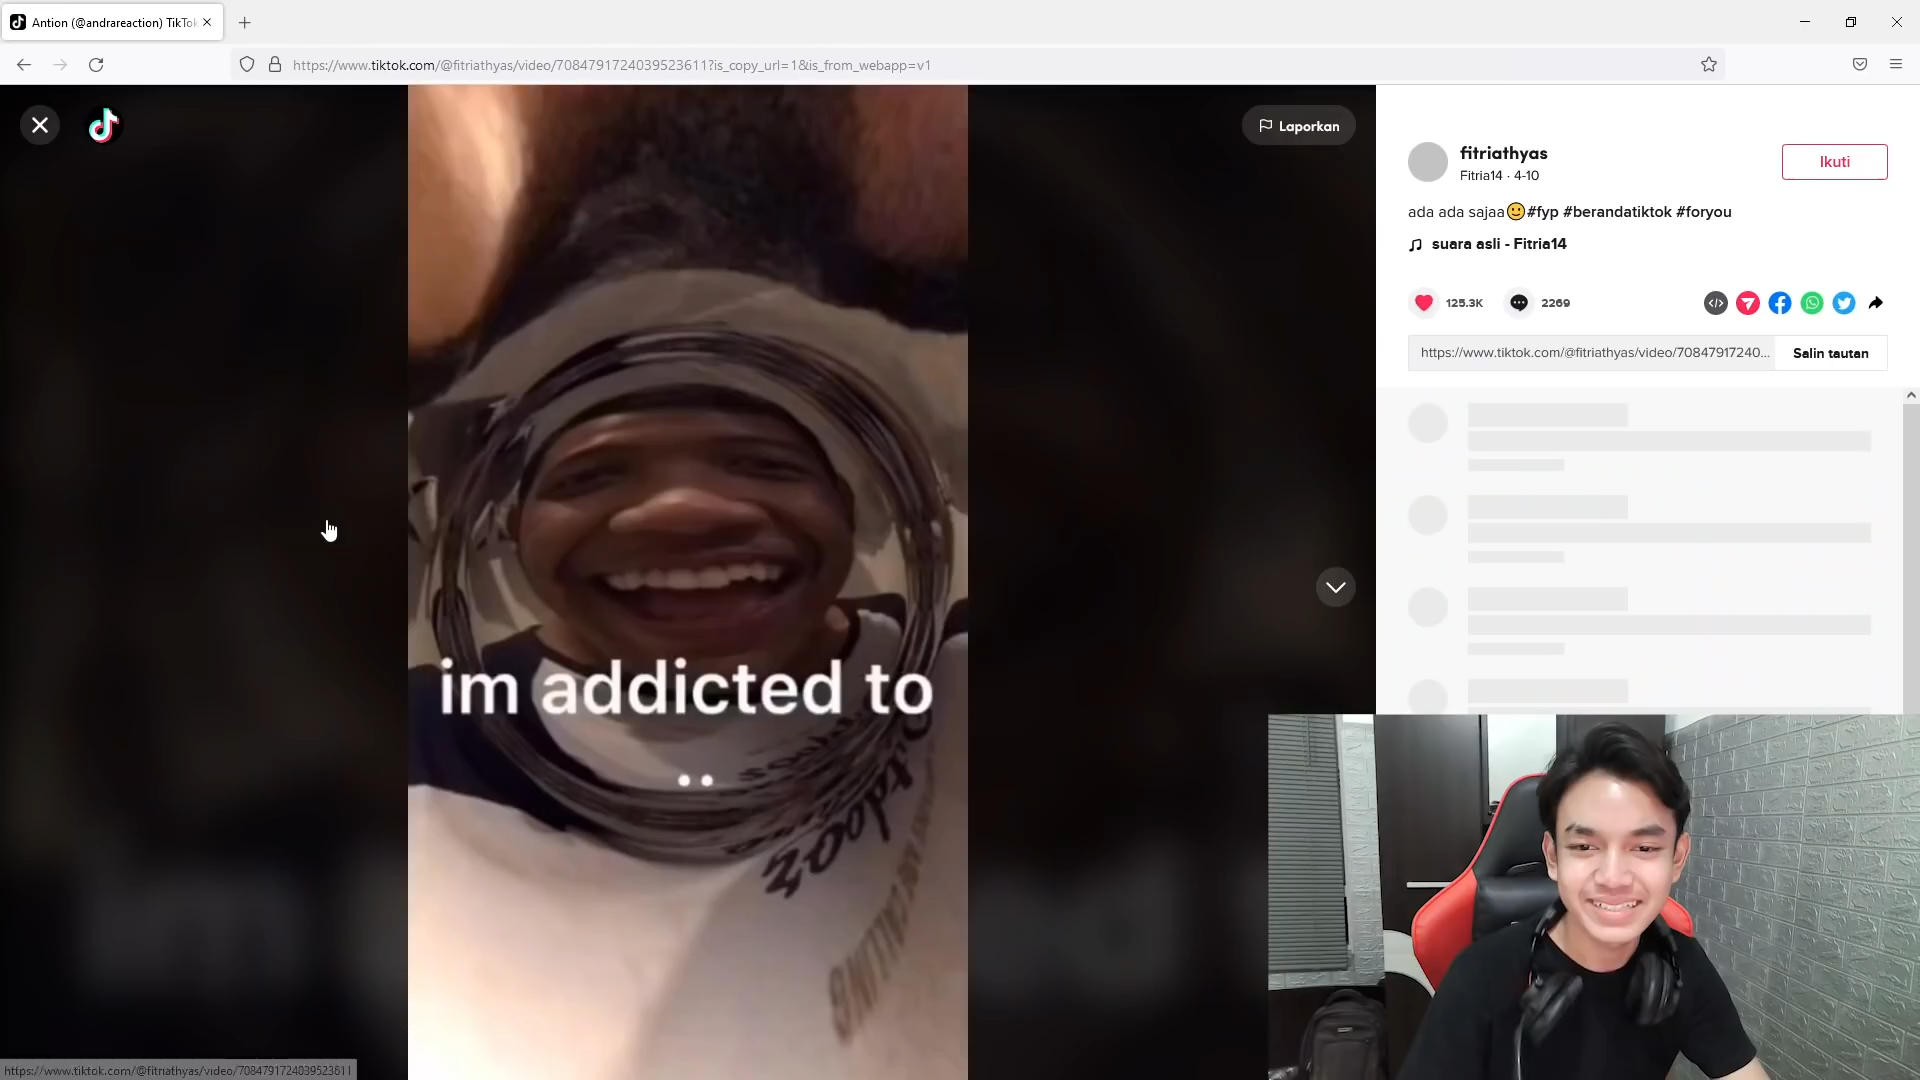 Antion (@andrareaction) TikTok
https://www.tiktok.com/@fitriathyas/video/7084791724039523611?is_copy_url=1&is_from_webapp=v1
Laporkan
fitriathyas
Fitria14 · 4-10
Ikuti
ada ada sajaa🙂#fyp #berandatiktok #foryou
suara asli - Fitria14
125.3K
2269
https://www.tiktok.com/@fitriathyas/video/70847917240...
Salin tautan
im addicted to
..
https://www.tiktok.com/@fitriathyas/video/7084791724039523611